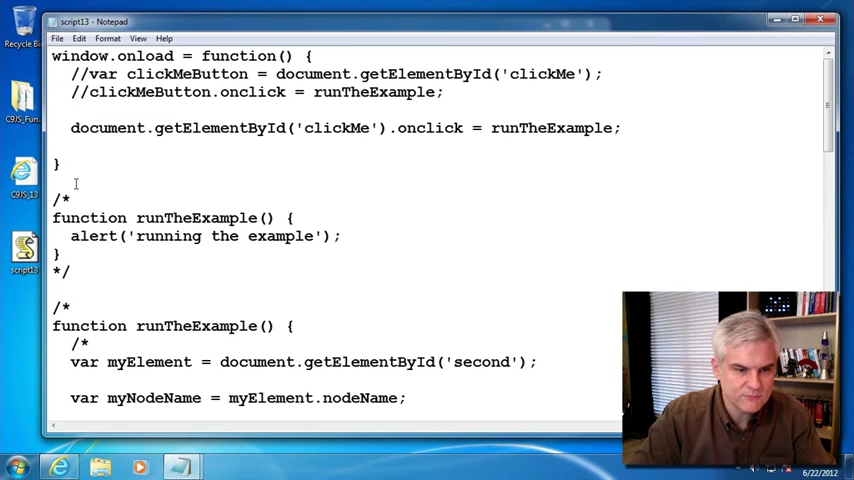 script13 - Notepad
File Edit Format View Help
window.onload = function() {
//var clickMeButton = document.getElementById('clickMe');
//clickMeButton.onclick = runTheExample;
document.getElementById('clickMe').onclick = runTheExample;
}
/*
function runTheExample() {
alert('running the example');
}
*/
/*
function runTheExample() {
/*
var myElement = document.getElementById('second');
var myNodeName = myElement.nodeName;
Recycle Bin
C9JS_Fun...
C9JS_13
script13
6/22/2012